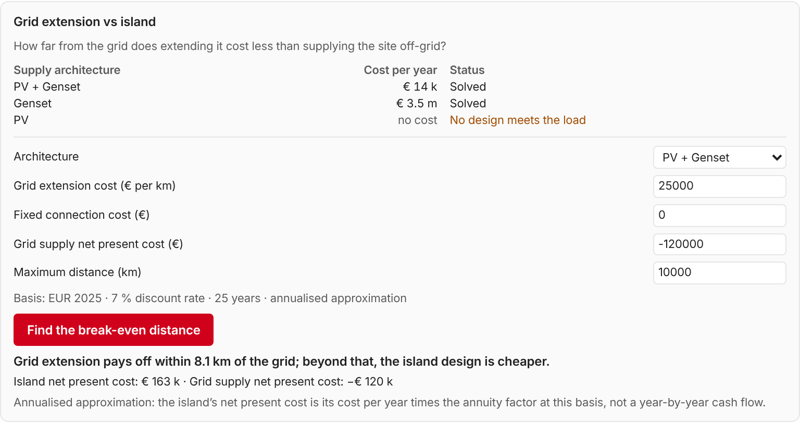 Grid extension vs island
How far from the grid does extending it cost less than supplying the site off-grid?
Supply architecture Cost per year Status
PV + Genset € 14 k Solved
Genset € 3.5 m Solved
PV no cost No design meets the load
Architecture PV + Genset
Grid extension cost (€ per km) 25000
Fixed connection cost (€) 0
Grid supply net present cost (€) -120000
Maximum distance (km) 10000
Basis: EUR 2025 · 7 % discount rate · 25 years · annualised approximation
Find the break-even distance
Grid extension pays off within 8.1 km of the grid; beyond that, the island design is cheaper.
Island net present cost: € 163 k · Grid supply net present cost: −€ 120 k
Annualised approximation: the island’s net present cost is its cost per year times the annuity factor at this basis, not a year-by-year cash flow.